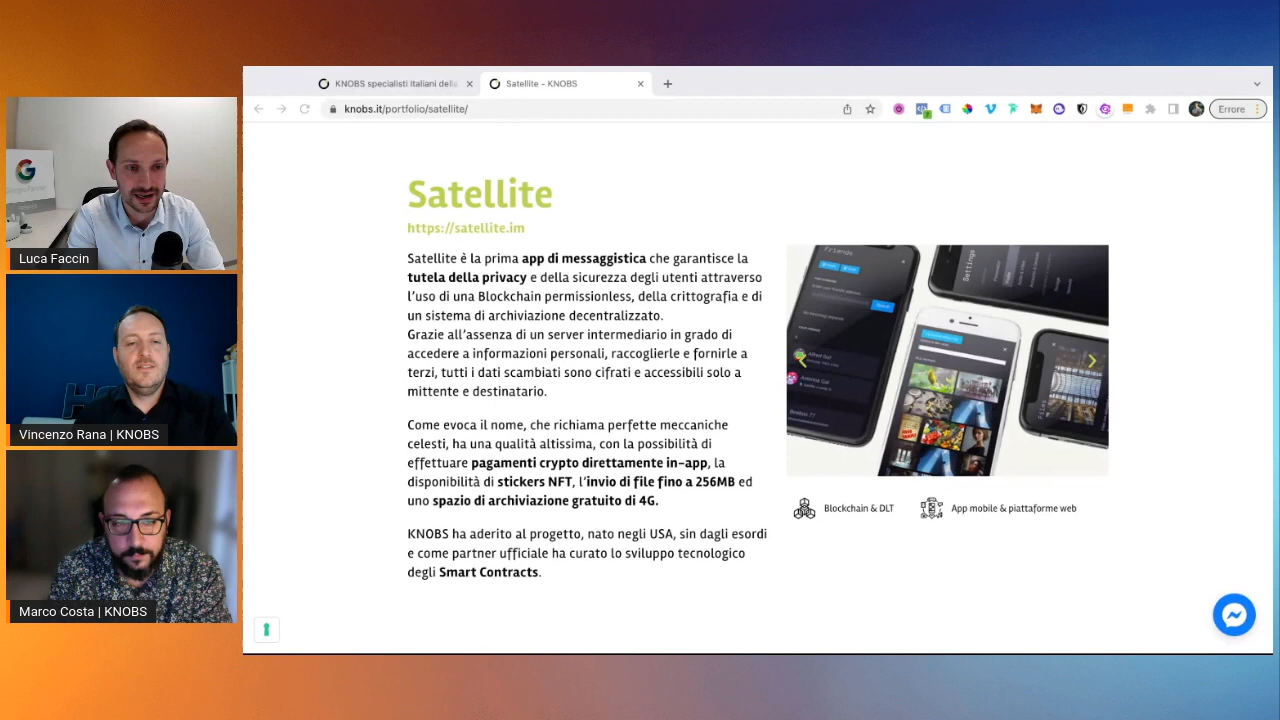 KNOBS specialisti italiani dell
Satellite – KNOBS
knobs.it/portfolio/satellite/
Errore
Satellite
https://satellite.im
Satellite è la prima app di messaggistica che garantisce la
tutela della privacy e della sicurezza degli utenti attraverso
l'uso di una Blockchain permissionless, della crittografia e di
un sistema di archiviazione decentralizzato.
Grazie all'assenza di un server intermediario in grado di
accedere a informazioni personali, raccoglierle e fornirle a
terzi, tutti i dati scambiati sono cifrati e accessibili solo a
mittente e destinatario.
Come evoca il nome, che richiama perfette meccaniche
celesti, ha una qualità altissima, con la possibilità di
effettuare pagamenti crypto direttamente in-app, la
disponibilità di stickers NFT, l'invio di file fino a 256MB ed
uno spazio di archiviazione gratuito di 4G.
KNOBS ha aderito al progetto, nato negli USA, sin dagli esordi
e come partner ufficiale ha curato lo sviluppo tecnologico
degli Smart Contracts.
Friends
Settings
Files
Blockchain & DLT
App mobile & piattaforme web
Luca Faccin
Vincenzo Rana | KNOBS
Marco Costa | KNOBS